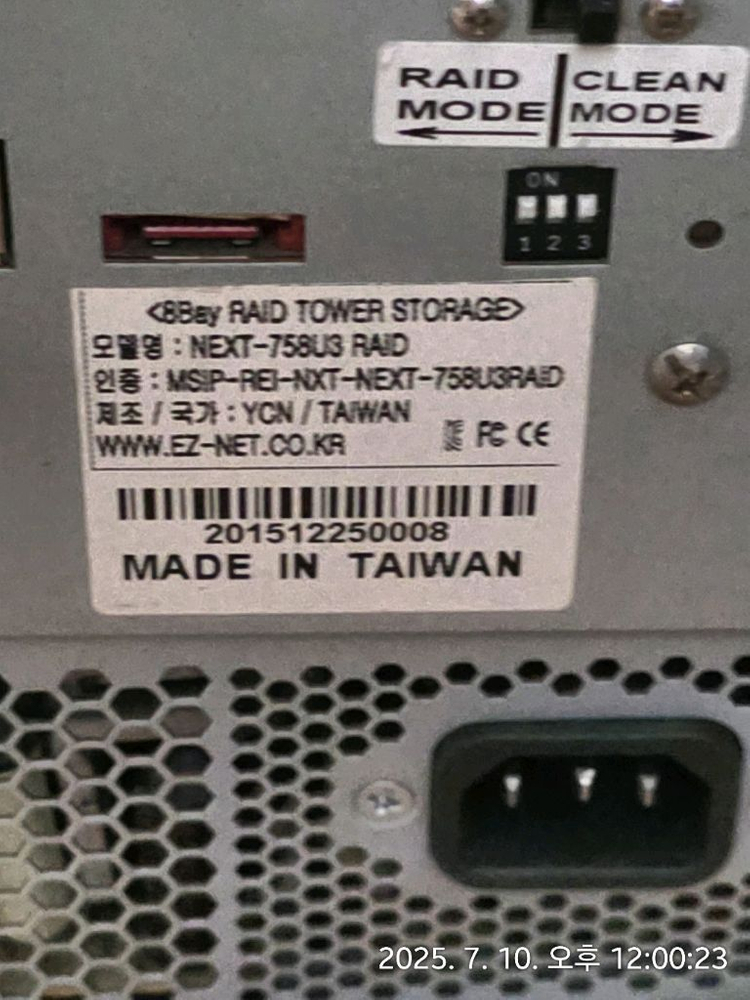 RAID MODE
CLEAN MODE
ON
1 2 3
<8Bay RAID TOWER STORAGE>
모델명 : NEXT-758U3 RAID
인증 : MSIP-REI-NXT-NEXT-758U3RAID
제조 / 국가 : YCN / TAIWAN
WWW.EZ-NET.CO.KR
FC CE
201512250008
MADE IN TAIWAN
2025. 7. 10. 오후 12:00:23